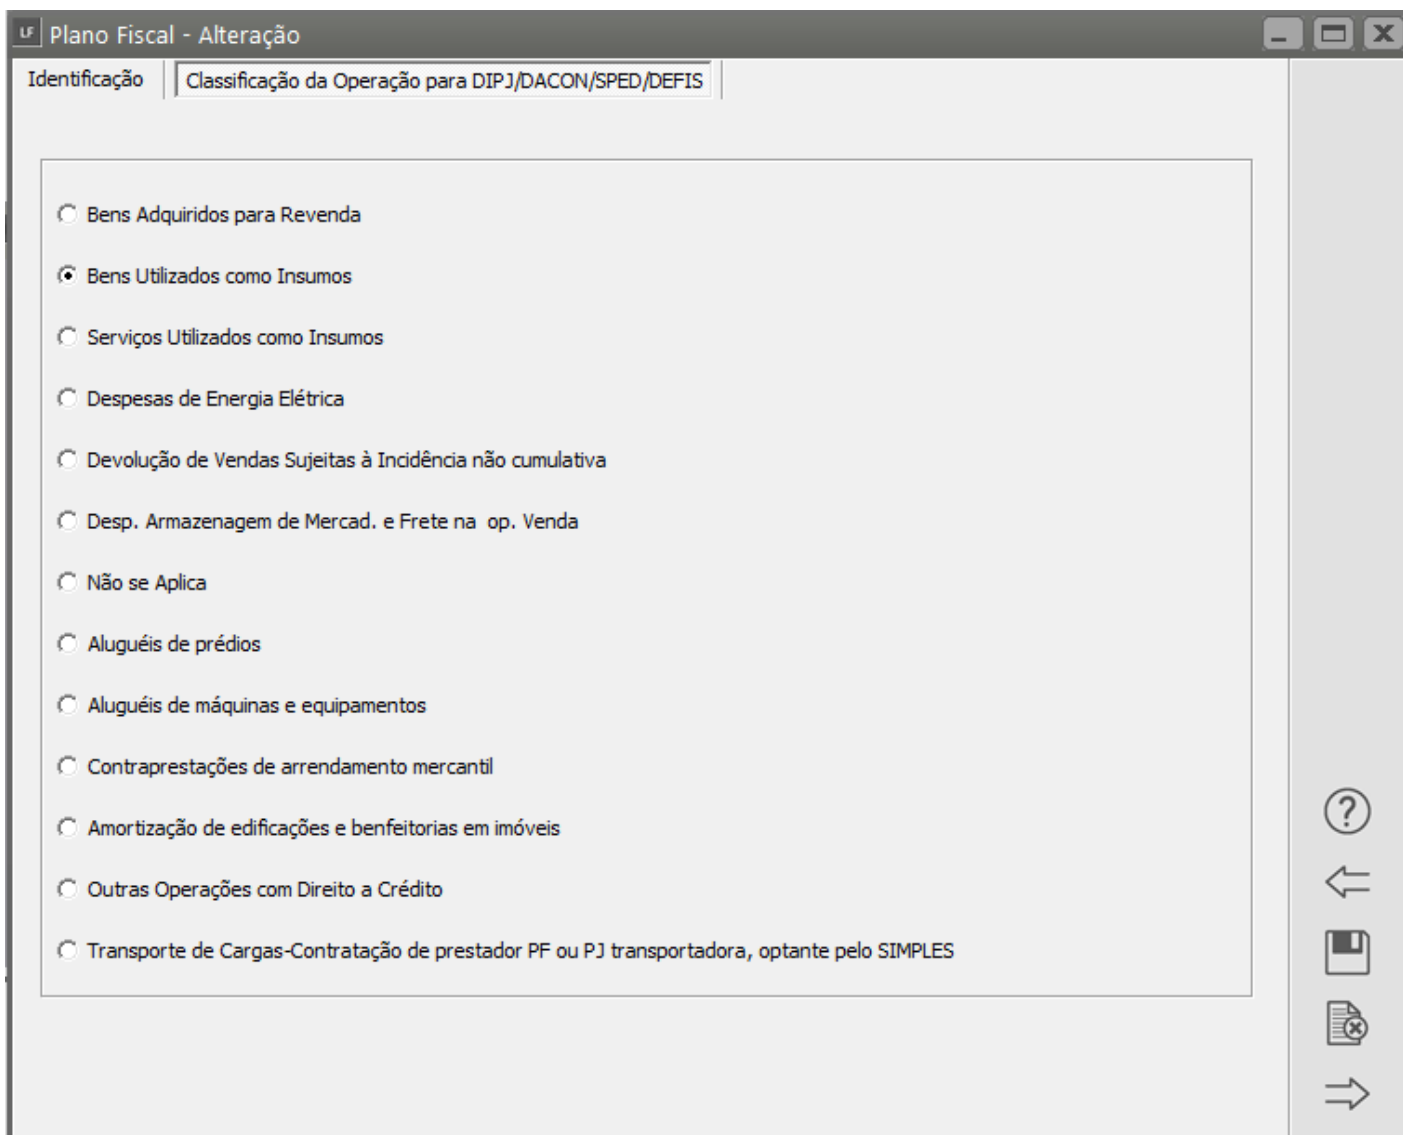 LF Plano Fiscal - Alteração
Identificação Classificação da Operação para DIPJ/DACON/SPED/DEFIS
Bens Adquiridos para Revenda
Bens Utilizados como Insumos
Serviços Utilizados como Insumos
Despesas de Energia Elétrica
Devolução de Vendas Sujeitas à Incidência não cumulativa
Desp. Armazenagem de Mercad. e Frete na  op. Venda
Não se Aplica
Aluguéis de prédios
Aluguéis de máquinas e equipamentos
Contraprestações de arrendamento mercantil
Amortização de edificações e benfeitorias em imóveis
Outras Operações com Direito a Crédito
Transporte de Cargas-Contratação de prestador PF ou PJ transportadora, optante pelo SIMPLES
?